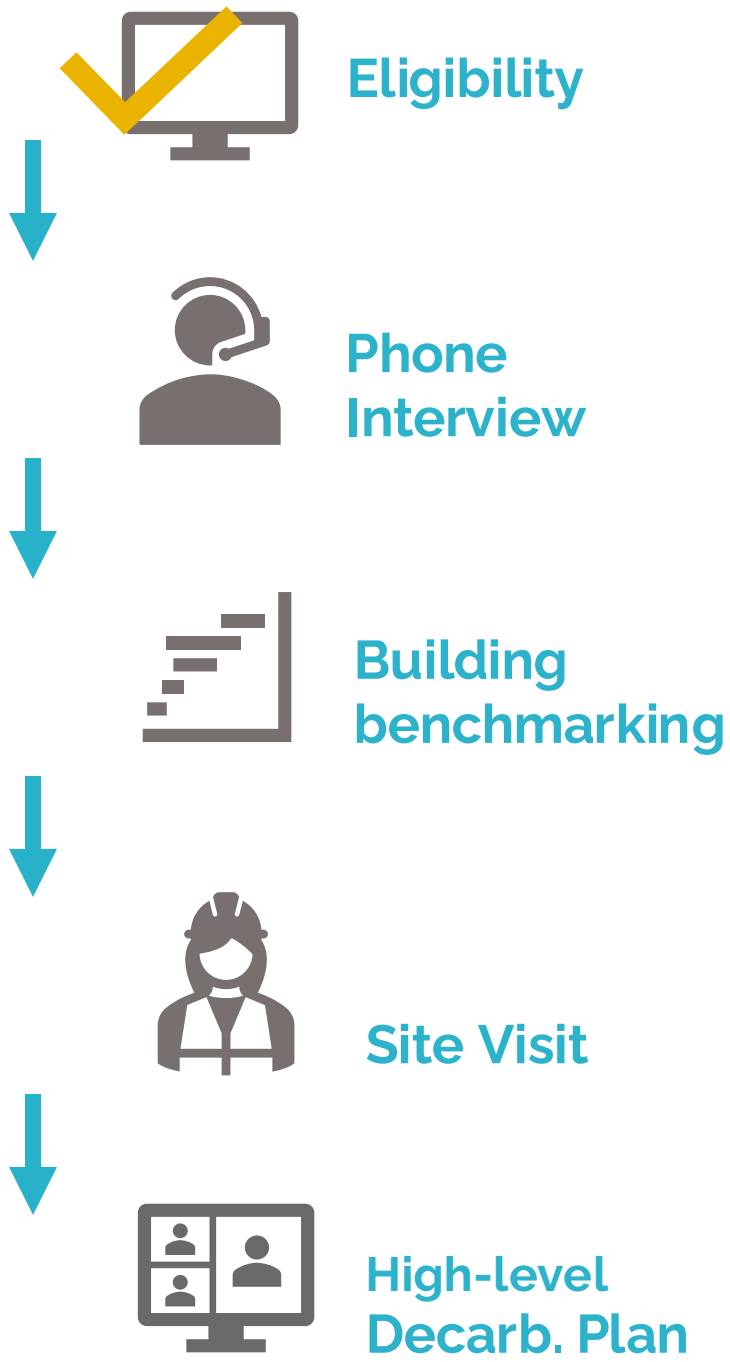 Eligibility
Phone
Interview
Building
benchmarking
Site Visit
High-level
Decarb. Plan